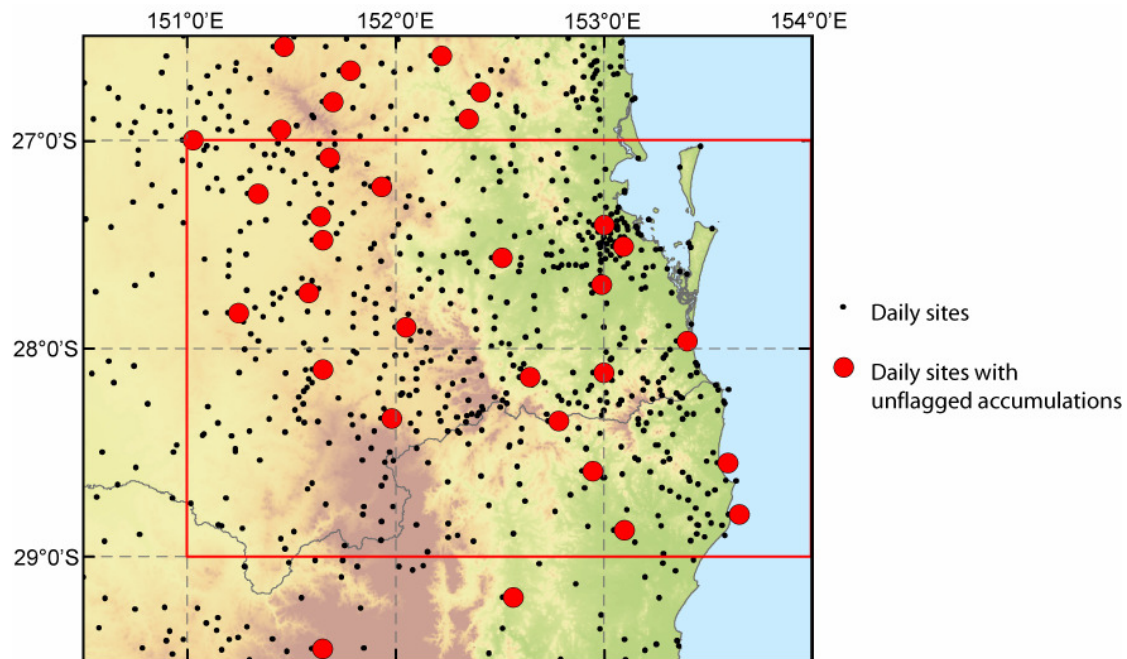 151°0'E 152°0'E 153°0'E 154°0'E
27°0'S
28°0'S
29°0'S
Daily sites
Daily sites with
unflagged accumulations